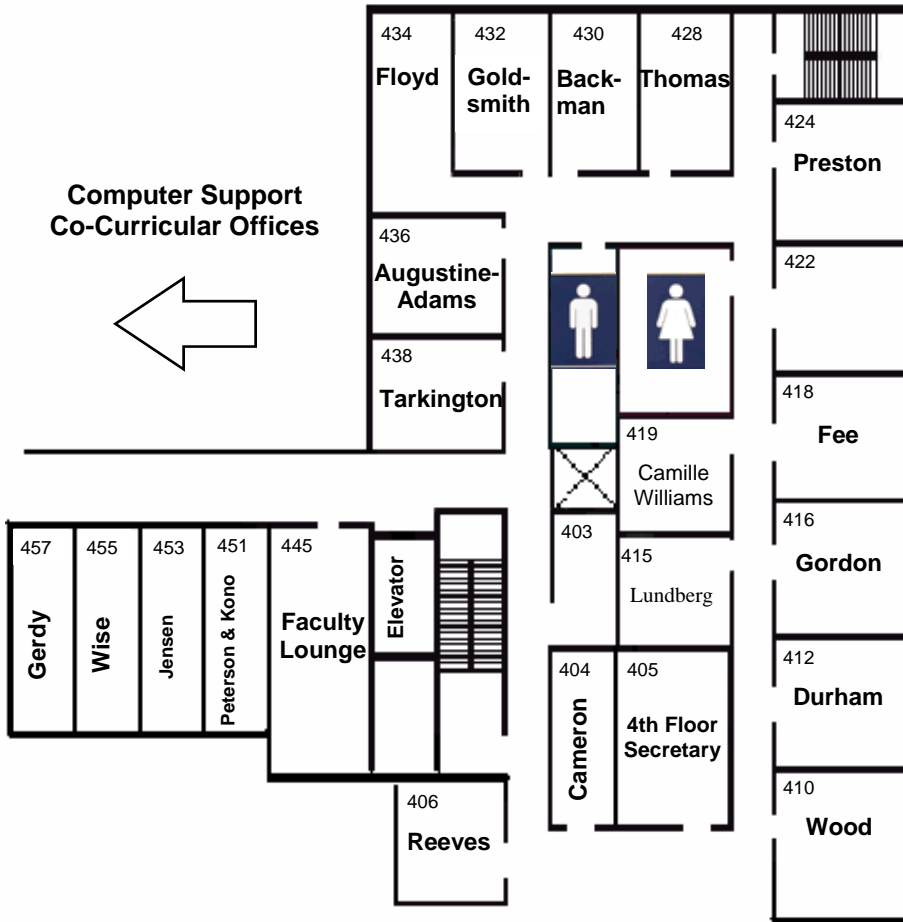 434
Floyd
432
Gold-
smith
430
Back-
man
428
Thomas
424
Preston
Computer Support
Co-Curricular Offices
436
Augustine-
Adams
422
438
Tarkington
418
Fee
419
Camille
Williams
416
Gordon
403
415
Lundberg
457
Gerdy
455
Wise
453
Jensen
451
Peterson & Kono
445
Faculty
Lounge
Elevator
412
Durham
404
Cameron
405
4th Floor
Secretary
410
Wood
406
Reeves